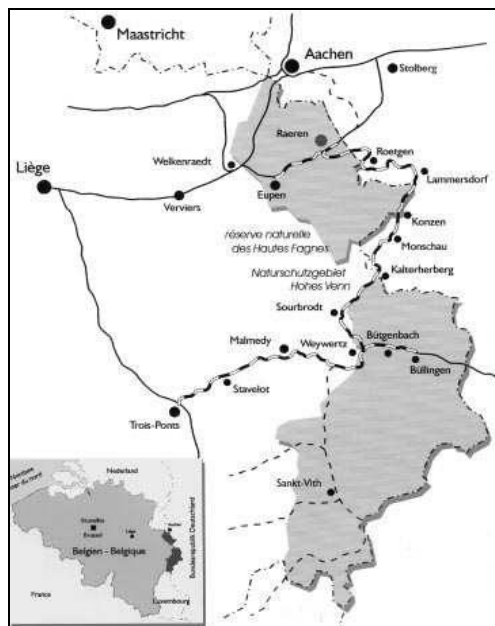 Maastricht
Aachen
Stolberg
Raeren
Roetgen
Welkenraedt
Liège
Lammersdorf
Eupen
Verviers
Konzen
réserve naturelle
des Hautes Fagnes
Monschau
Naturschutzgebiet
Hohes Venn
Kalterherberg
Sourbrodt
Malmedy
Weywertz
Bütgenbach
Büllingen
Stavelot
Trois-Ponts
Sankt-Vith
Nederland
Belgien - Belgique
Bundesrepublik Deutschland
France
Luxembourg